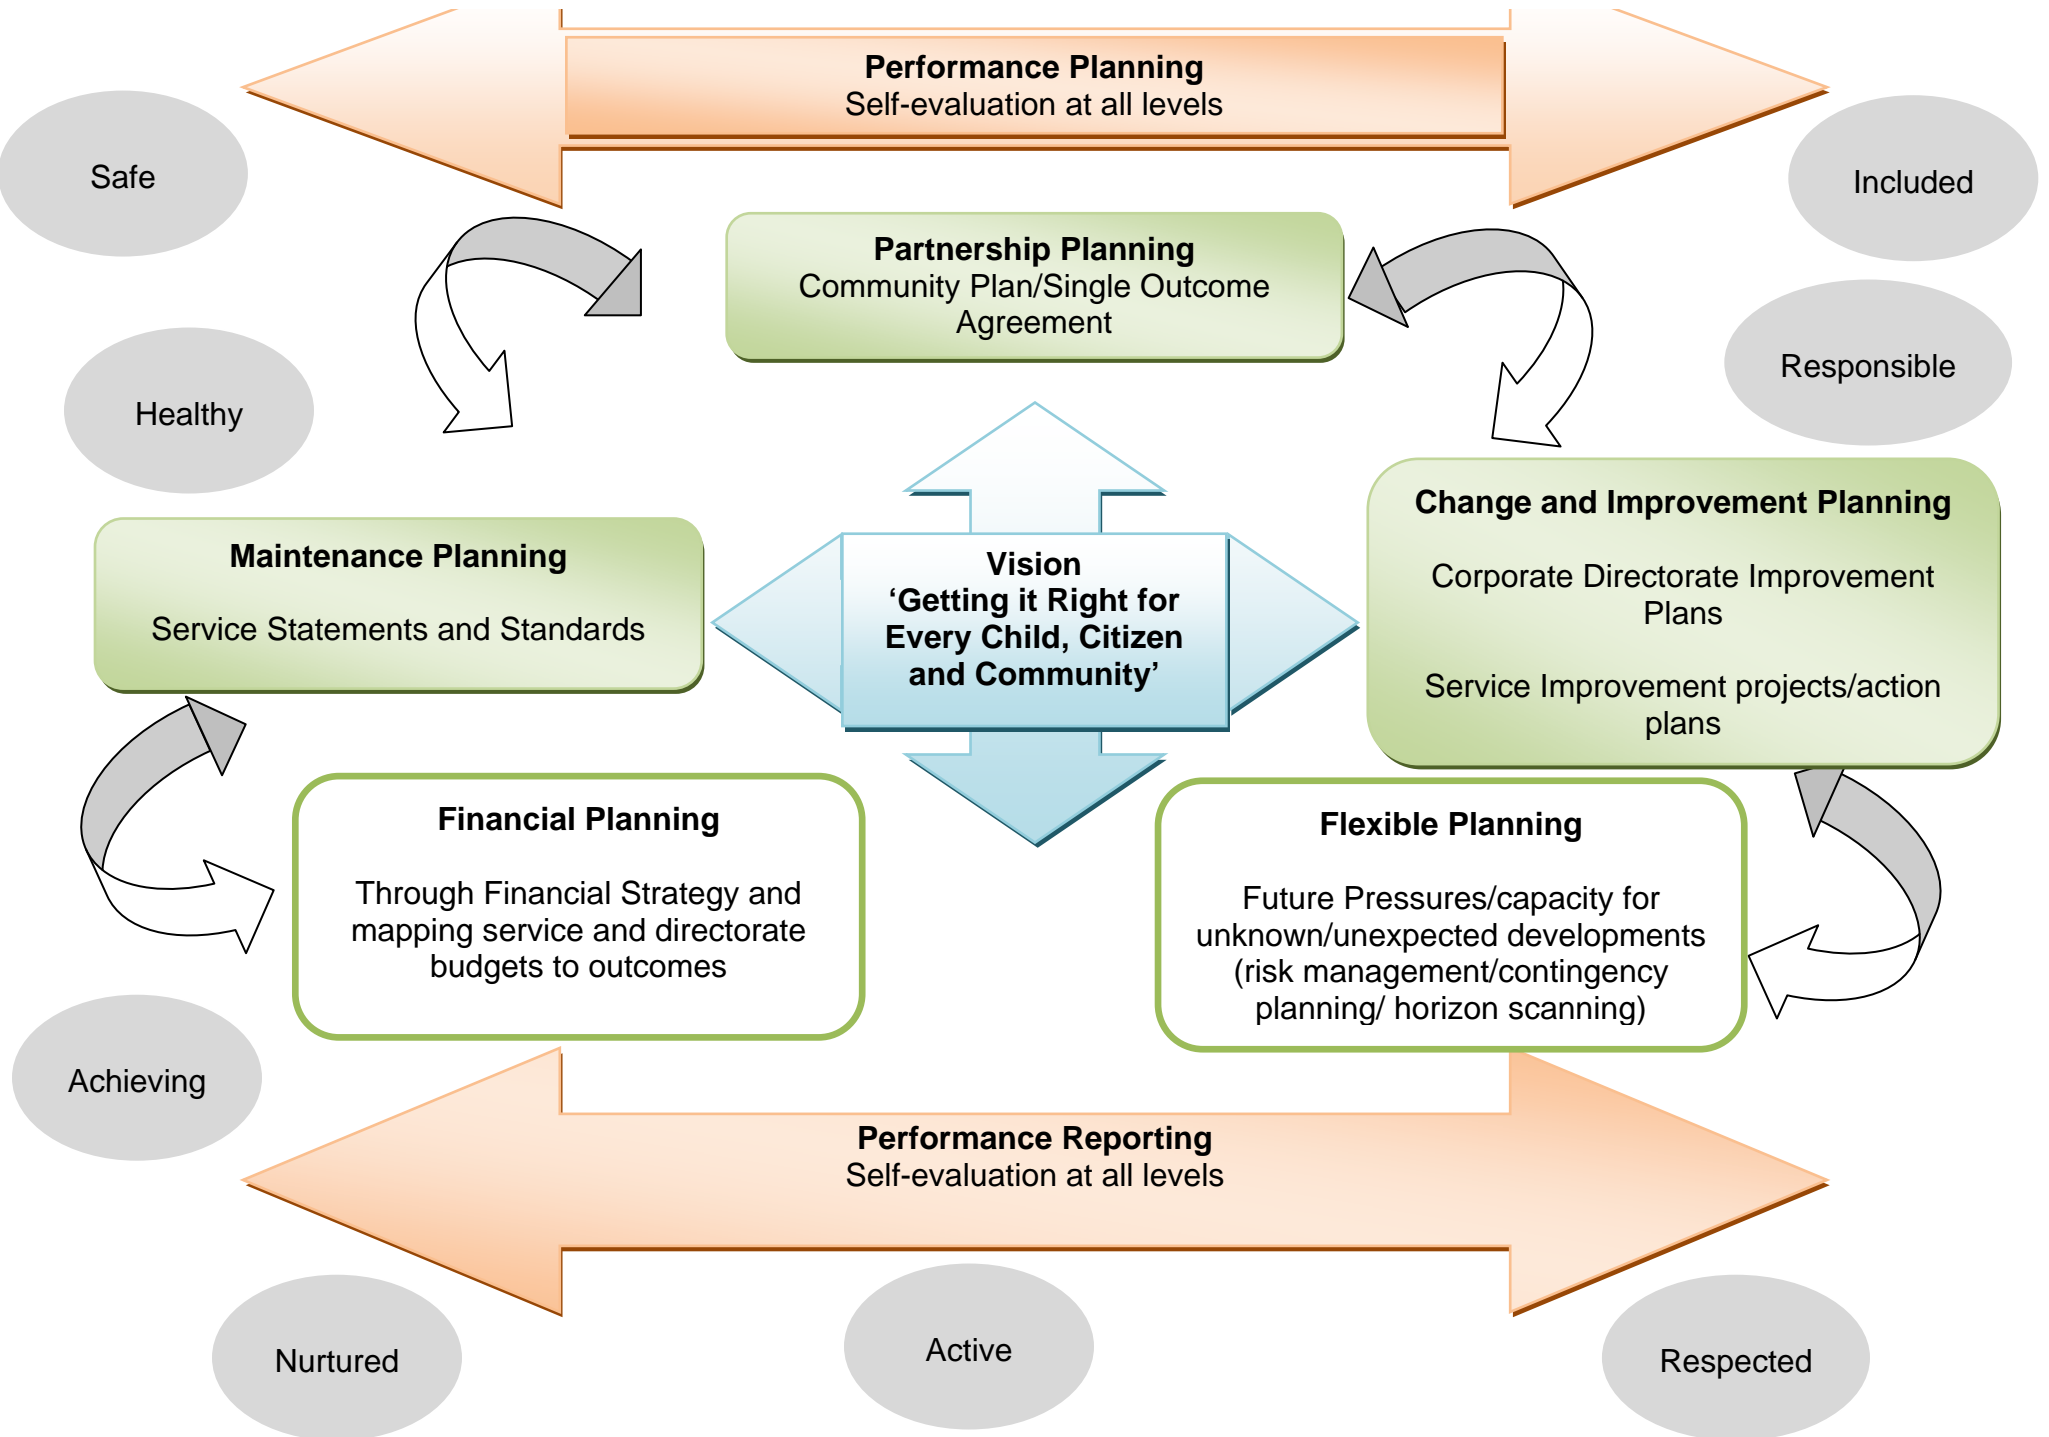 Performance Planning
Self-evaluation at all levels
Safe
Included
Partnership Planning
Community Plan/Single Outcome
Agreement
Healthy
Responsible
Maintenance Planning
Service Statements and Standards
Vision
‘Getting it Right for
Every Child, Citizen
and Community’
Change and Improvement Planning
Corporate Directorate Improvement
Plans
Service Improvement projects/action
plans
Financial Planning
Through Financial Strategy and
mapping service and directorate
budgets to outcomes
Flexible Planning
Future Pressures/capacity for
unknown/unexpected developments
(risk management/contingency
planning/ horizon scanning)
Achieving
Performance Reporting
Self-evaluation at all levels
Nurtured
Active
Respected